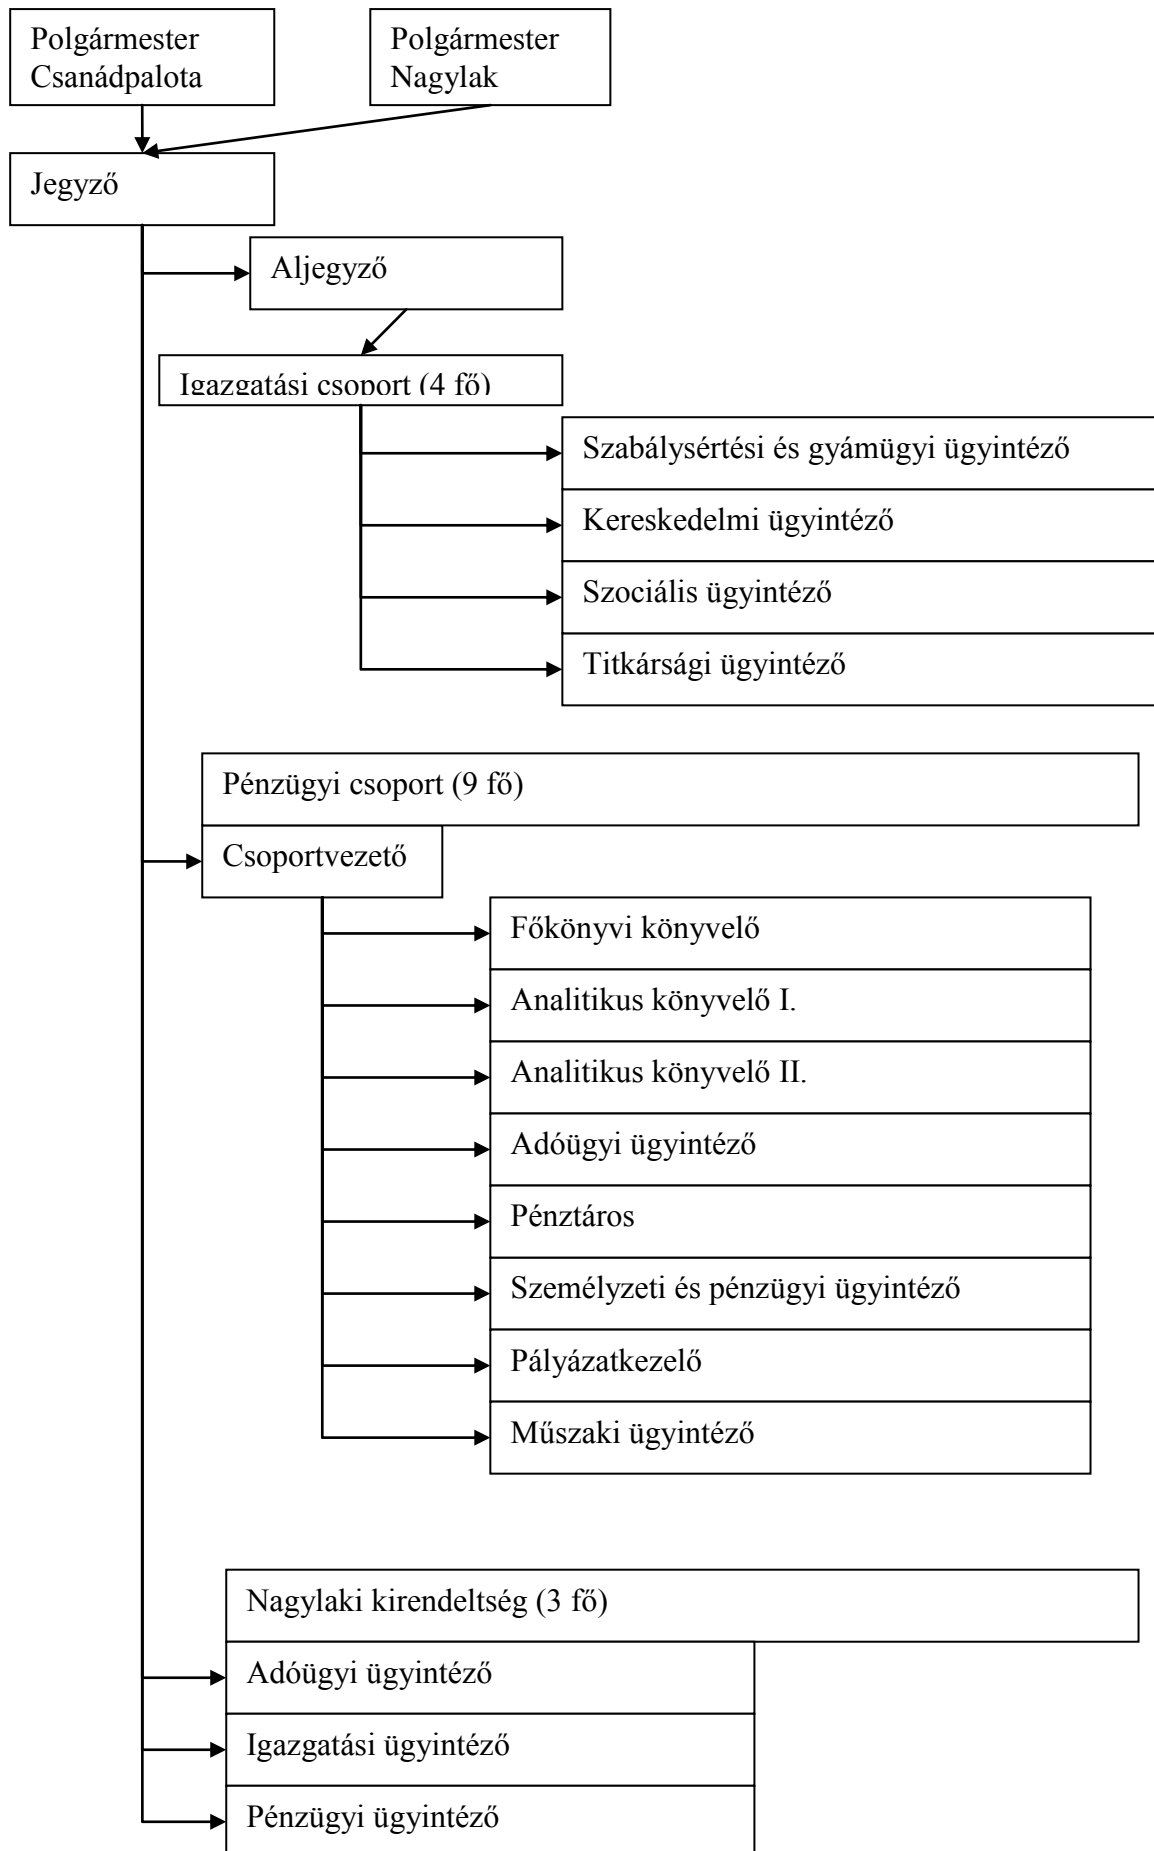 Polgármester
Csanádpalota
Polgármester
Nagylak
Jegyző
Aljegyző
Igazgatási csoport (4 fő)
Szabálysértési és gyámügyi ügyintéző
Kereskedelmi ügyintéző
Szociális ügyintéző
Titkársági ügyintéző
Pénzügyi csoport (9 fő)
Csoportvezető
Főkönyvi könyvelő
Analitikus könyvelő I.
Analitikus könyvelő II.
Adóügyi ügyintéző
Pénztáros
Személyzeti és pénzügyi ügyintéző
Pályázatkezelő
Műszaki ügyintéző
Nagylaki kirendeltség (3 fő)
Adóügyi ügyintéző
Igazgatási ügyintéző
Pénzügyi ügyintéző